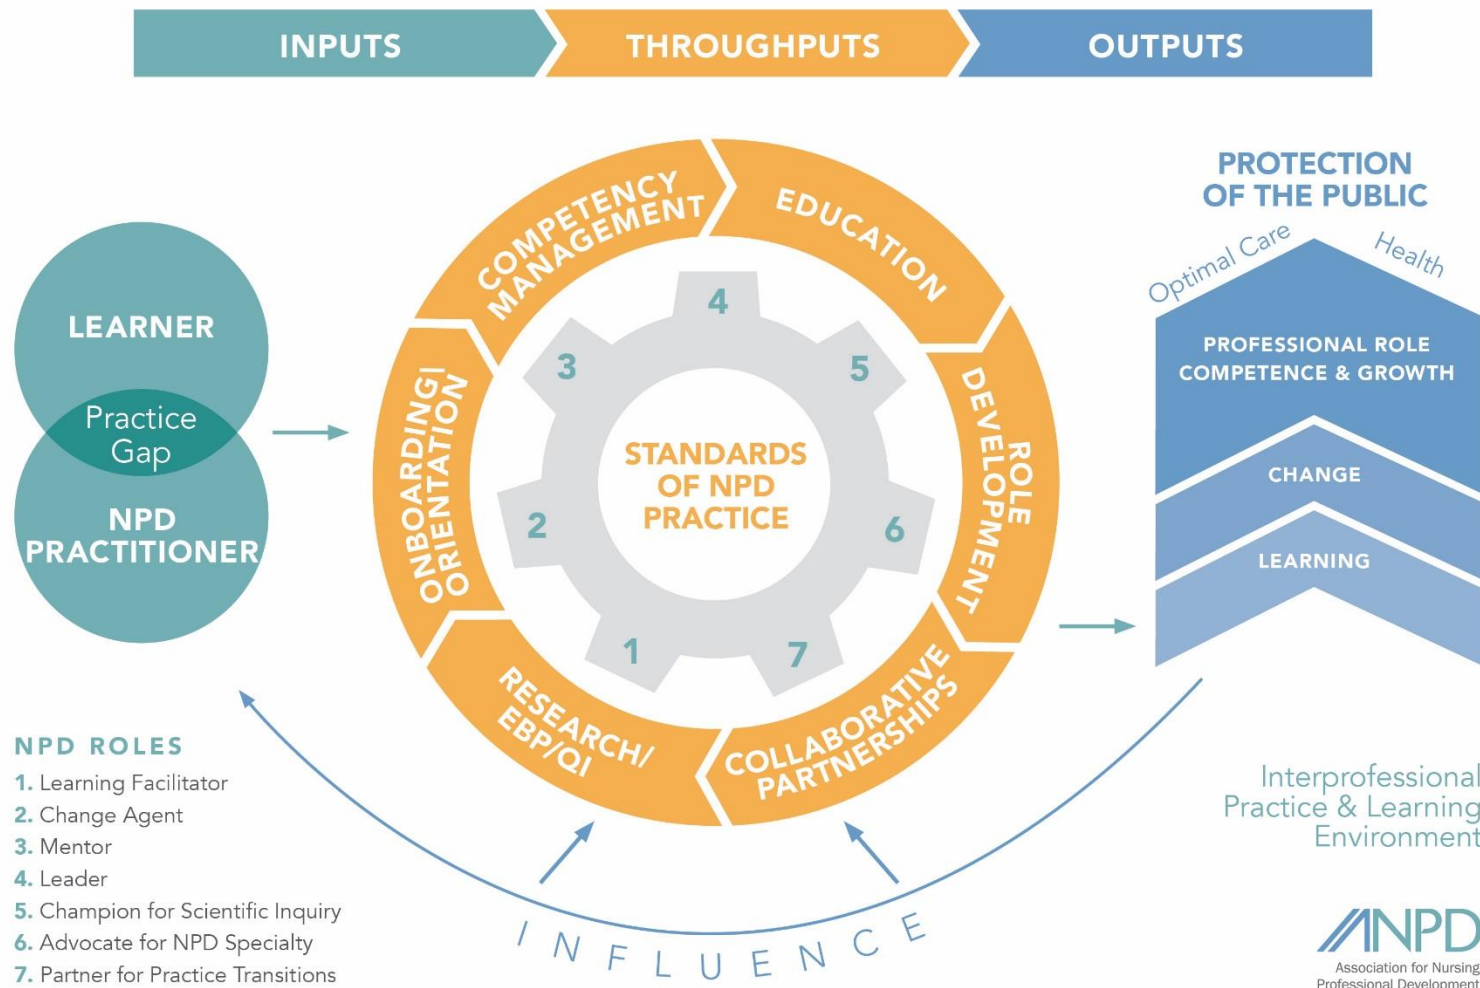 INPUTS
THROUGHPUTS
OUTPUTS
LEARNER
Practice
Gap
NPD
PRACTITIONER
COMPETENCY
MANAGEMENT
EDUCATION
ROLE
DEVELOPMENT
COLLABORATIVE
PARTNERSHIPS
RESEARCH/
EBP/QI
ONBOARDING|
ORIENTATION
1
2
3
4
5
6
7
STANDARDS
OF NPD
PRACTICE
PROTECTION
OF THE PUBLIC
Optimal Care
Health
PROFESSIONAL ROLE
COMPETENCE & GROWTH
CHANGE
LEARNING
NPD ROLES
1. Learning Facilitator
2. Change Agent
3. Mentor
4. Leader
5. Champion for Scientific Inquiry
6. Advocate for NPD Specialty
7. Partner for Practice Transitions
INFLUENCE
Interprofessional
Practice & Learning
Environment
ANPD
Association for Nursing
Professional Development